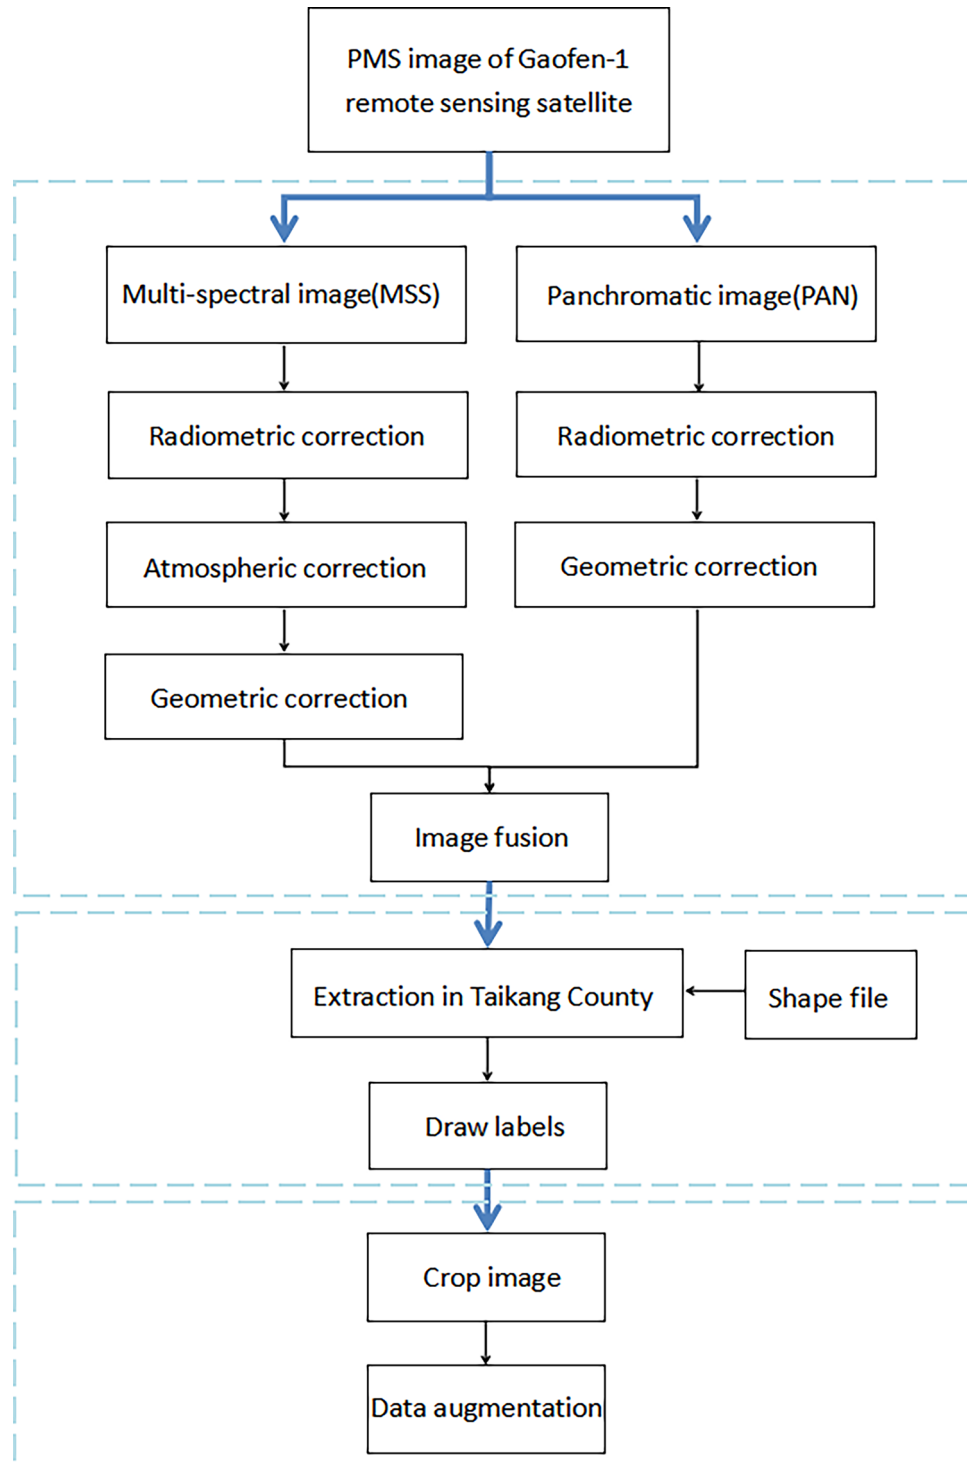 PMS image of Gaofen-1
remote sensing satellite
Multi-spectral image(MSS)
Panchromatic image(PAN)
Radiometric correction
Radiometric correction
Atmospheric correction
Geometric correction
Geometric correction
Image fusion
Extraction in Taikang County
Shape file
Draw labels
Crop image
Data augmentation